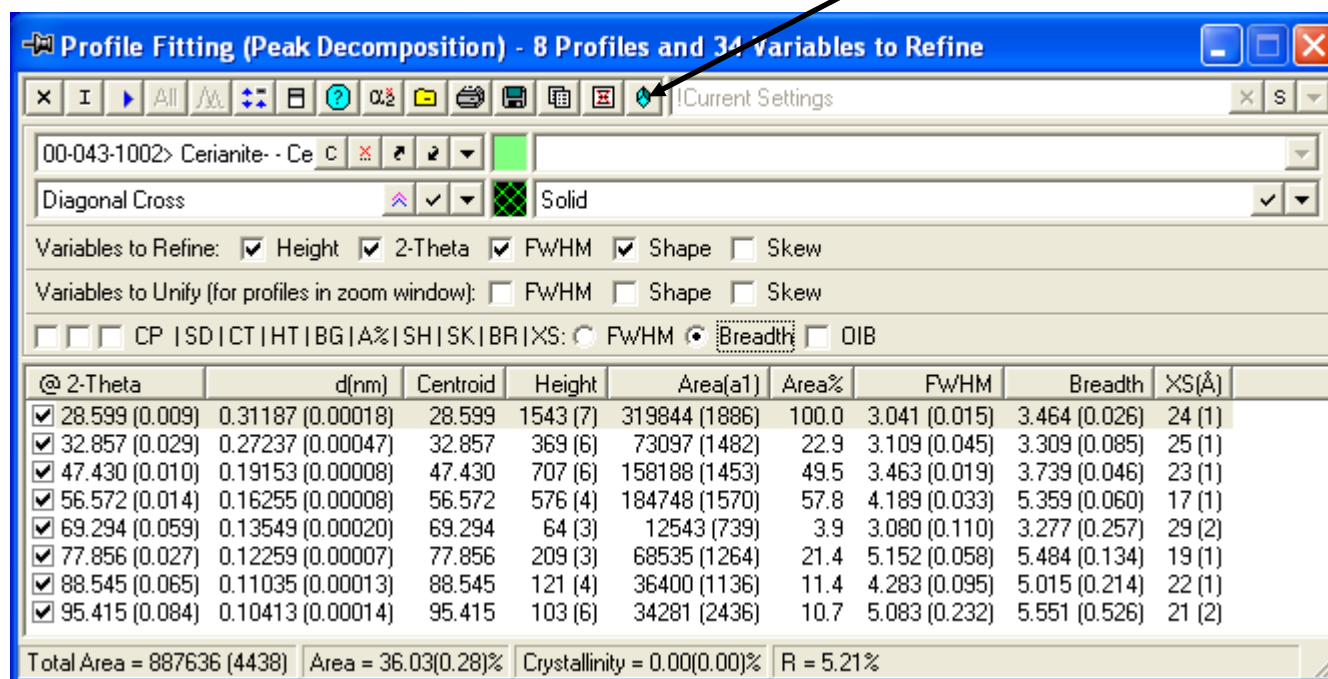 Profile Fitting (Peak Decomposition) - 8 Profiles and 34 Variables to Refine
I All !Current Settings S
00-043-1002> Cerianite- - Ce C
Diagonal Cross Solid
Variables to Refine: Height 2-Theta FWHM Shape Skew
Variables to Unify (for profiles in zoom window): FWHM Shape Skew
CP |SD|CT|HT|BG|A%|SH|SK|BR|XS: FWHM Breadth OIB
@ 2-Theta d(nm) Centroid Height Area(a1) Area% FWHM Breadth XS(Å)
28.599 (0.009) 0.31187 (0.00018) 28.599 1543 (7) 319844 (1886) 100.0 3.041 (0.015) 3.464 (0.026) 24 (1)
32.857 (0.029) 0.27237 (0.00047) 32.857 369 (6) 73097 (1482) 22.9 3.109 (0.045) 3.309 (0.085) 25 (1)
47.430 (0.010) 0.19153 (0.00008) 47.430 707 (6) 158188 (1453) 49.5 3.463 (0.019) 3.739 (0.046) 23 (1)
56.572 (0.014) 0.16255 (0.00008) 56.572 576 (4) 184748 (1570) 57.8 4.189 (0.033) 5.359 (0.060) 17 (1)
69.294 (0.059) 0.13549 (0.00020) 69.294 64 (3) 12543 (739) 3.9 3.080 (0.110) 3.277 (0.257) 29 (2)
77.856 (0.027) 0.12259 (0.00007) 77.856 209 (3) 68535 (1264) 21.4 5.152 (0.058) 5.484 (0.134) 19 (1)
88.545 (0.065) 0.11035 (0.00013) 88.545 121 (4) 36400 (1136) 11.4 4.283 (0.095) 5.015 (0.214) 22 (1)
95.415 (0.084) 0.10413 (0.00014) 95.415 103 (6) 34281 (2436) 10.7 5.083 (0.232) 5.551 (0.526) 21 (2)
Total Area = 887636 (4438) Area = 36.03(0.28)% Crystallinity = 0.00(0.00)% R = 5.21%